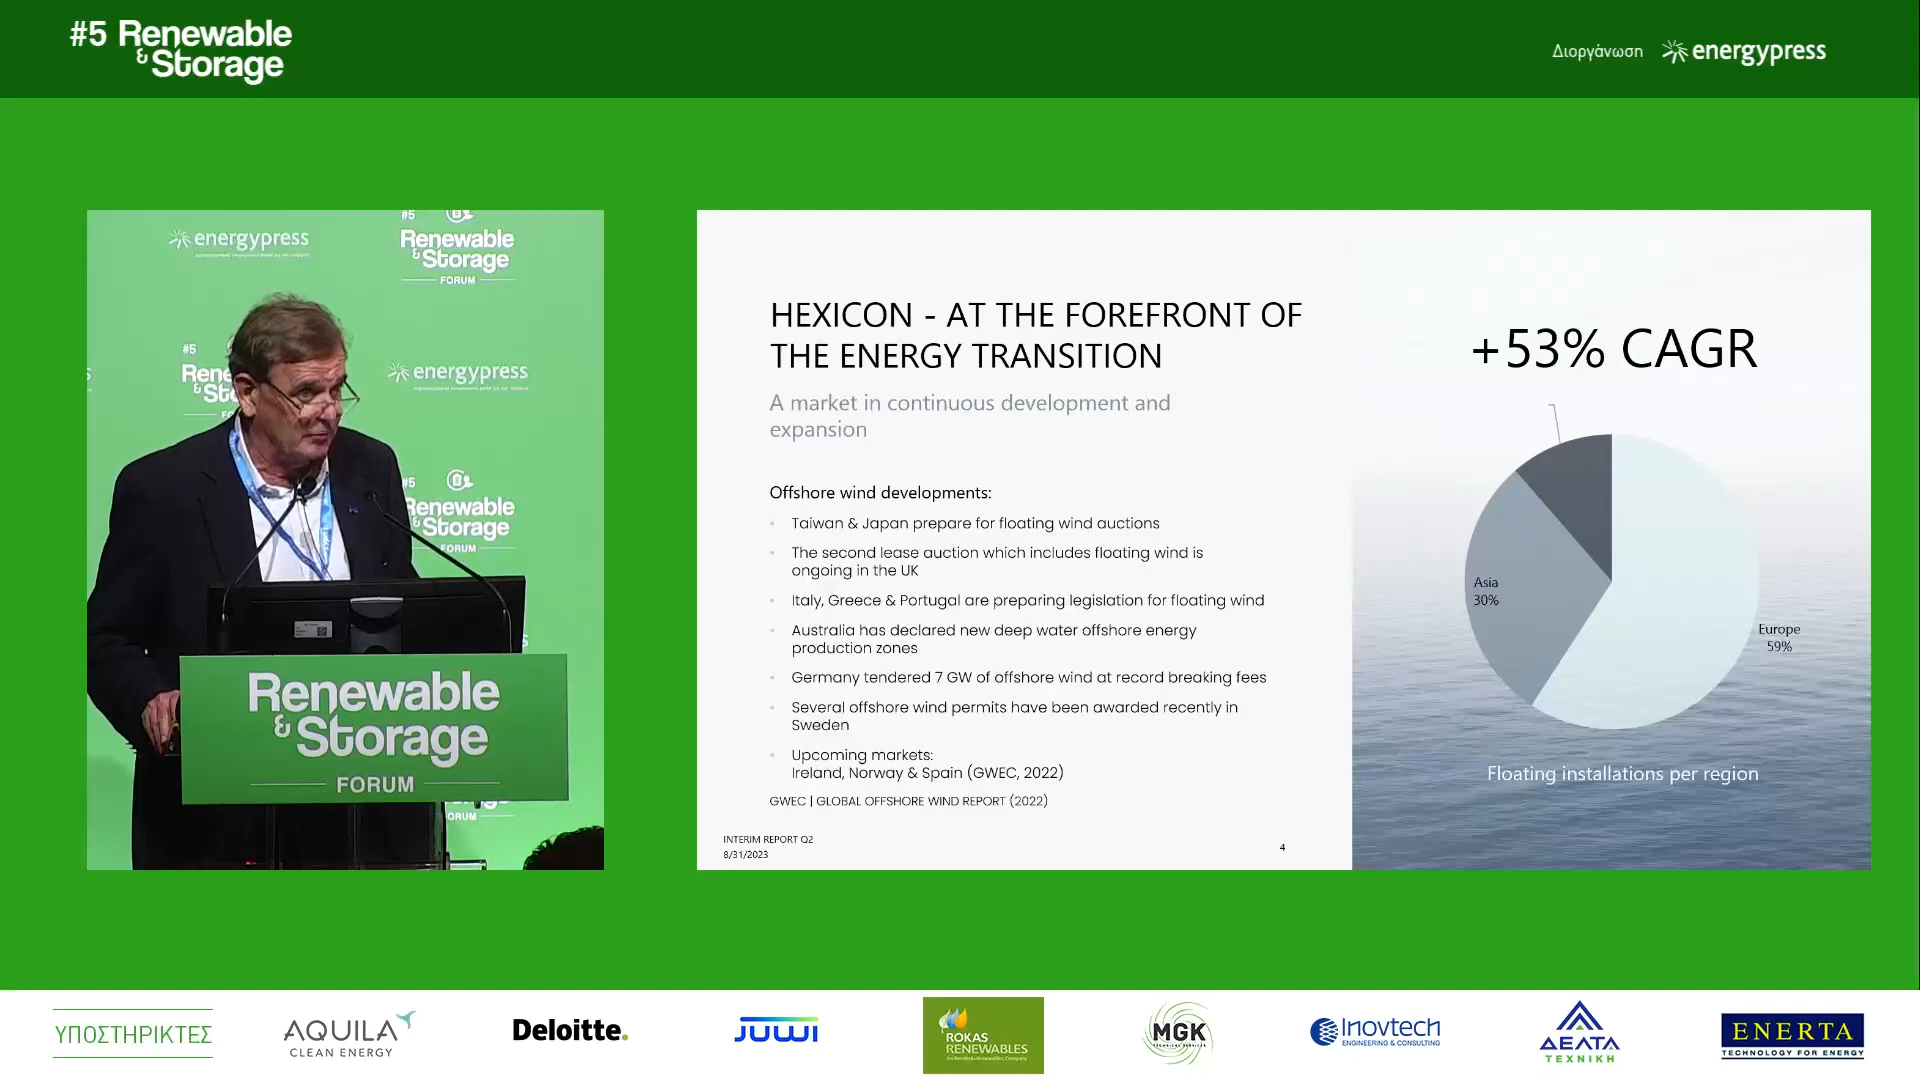 #5 Renewable
& Storage
Διοργάνωση energypress
energypress
#5
Renewable
& Storage
FORUM
#5
energypress
#5
Renewable
& Storage
FORUM
Renewable
& Storage
FORUM
HEXICON - AT THE FOREFRONT OF
THE ENERGY TRANSITION
A market in continuous development and
expansion
Offshore wind developments:
Taiwan & Japan prepare for floating wind auctions
The second lease auction which includes floating wind is
ongoing in the UK
Italy, Greece & Portugal are preparing legislation for floating wind
Australia has declared new deep water offshore energy
production zones
Germany tendered 7 GW of offshore wind at record breaking fees
Several offshore wind permits have been awarded recently in
Sweden
Upcoming markets:
Ireland, Norway & Spain (GWEC, 2022)
GWEC | GLOBAL OFFSHORE WIND REPORT (2022)
INTERIM REPORT Q2
8/31/2023
4
+53% CAGR
Asia
30%
Europe
59%
Floating installations per region
ΥΠΟΣΤΗΡΙΚΤΕΣ
AQUILA
CLEAN ENERGY
Deloitte.
JUWI
ROKAS
RENEWABLES
MGK
Inovtech
ENGINEERING & CONSULTING
ΔΕΛΤΑ
ΤΕΧΝΙΚΗ
ENERTA
TECHNOLOGY FOR ENERGY